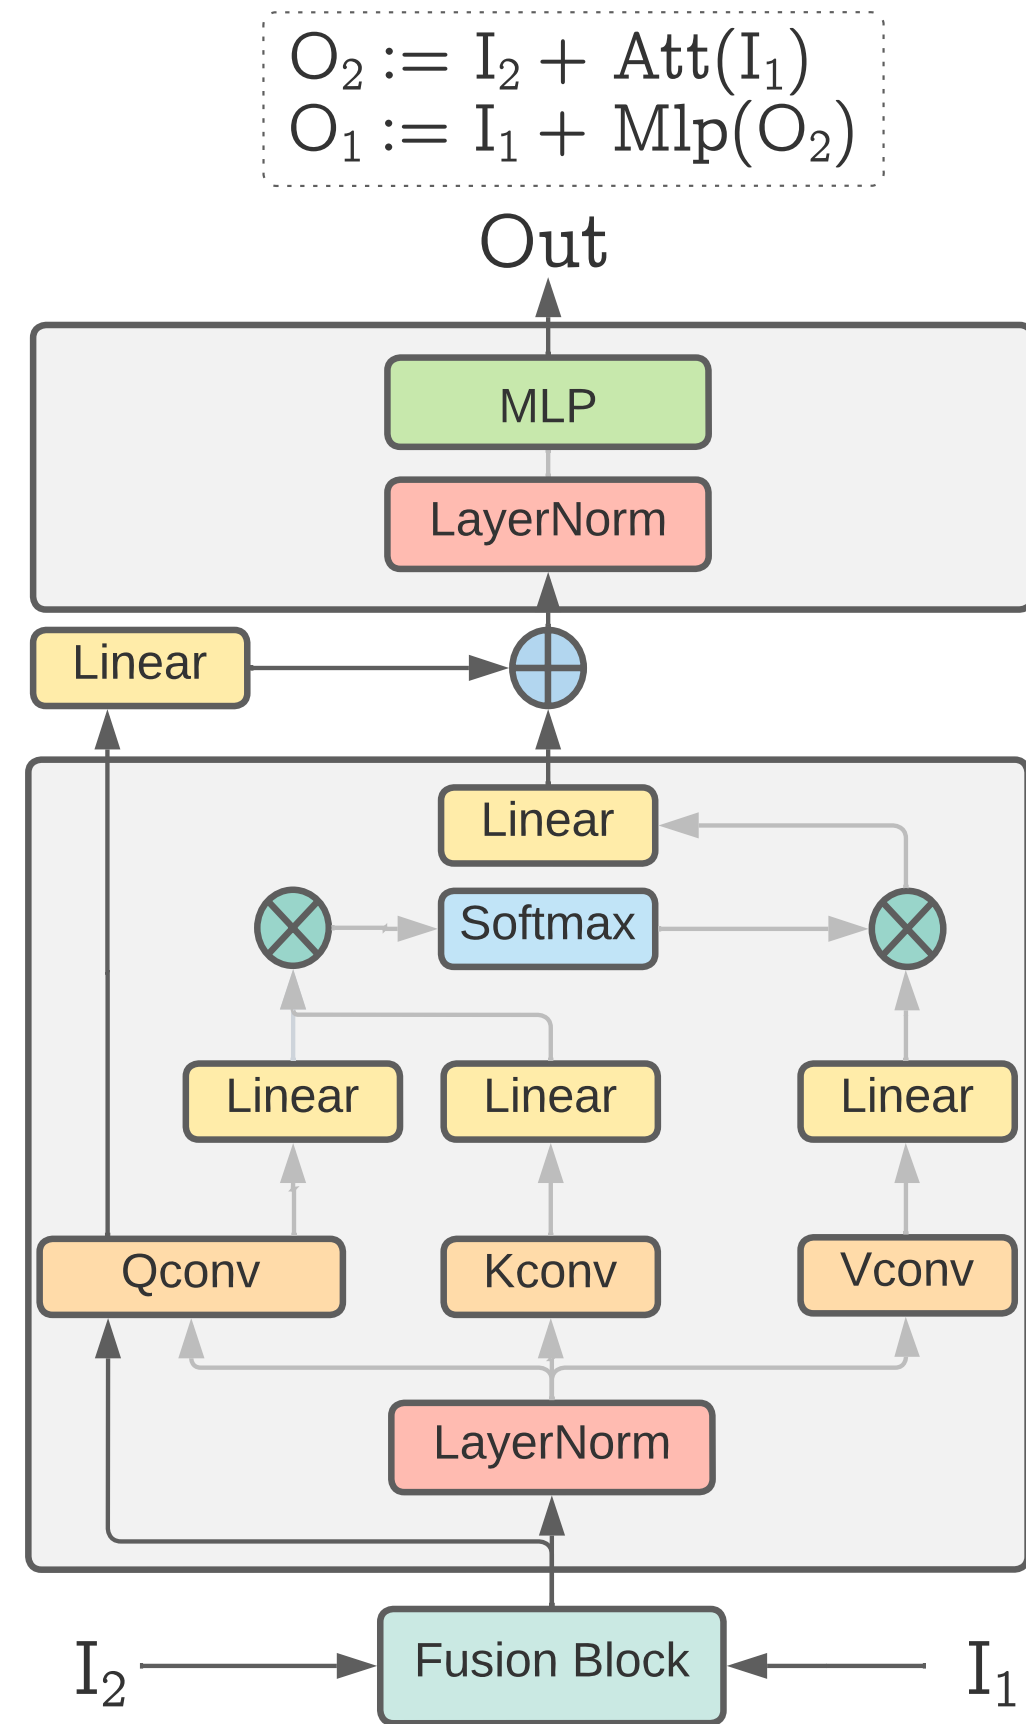 O₂ := I₂ + Att(I₁)
O₁ := I₁ + Mlp(O₂)
Out
MLP
LayerNorm
Linear
Linear
Softmax
Linear Linear Linear
Qconv Kconv Vconv
LayerNorm
I₂ Fusion Block I₁